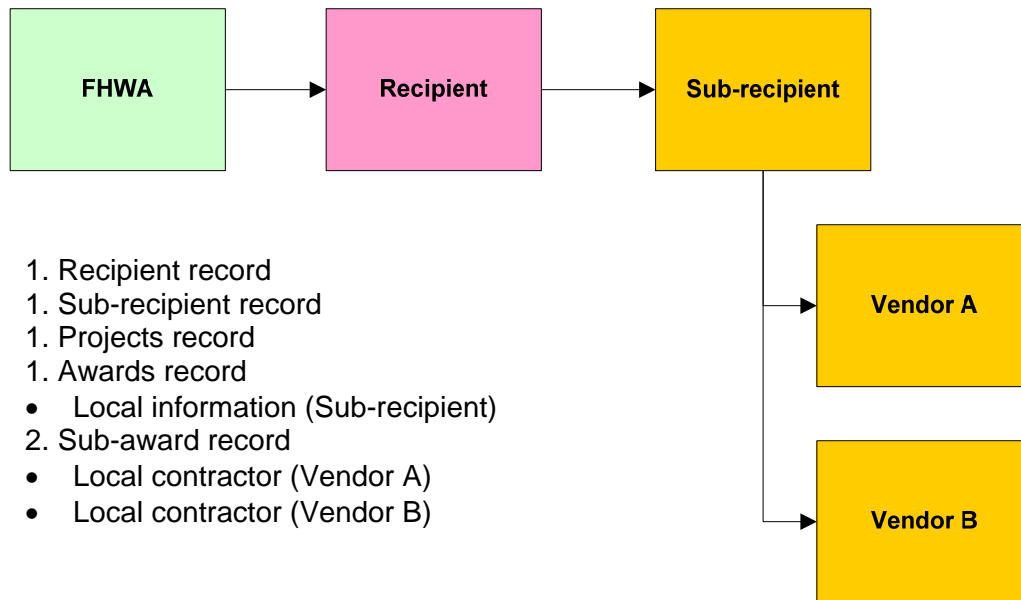 FHWA
Recipient
Sub-recipient
1. Recipient record
1. Sub-recipient record
1. Projects record
1. Awards record
• Local information (Sub-recipient)
2. Sub-award record
• Local contractor (Vendor A)
• Local contractor (Vendor B)
Vendor A
Vendor B